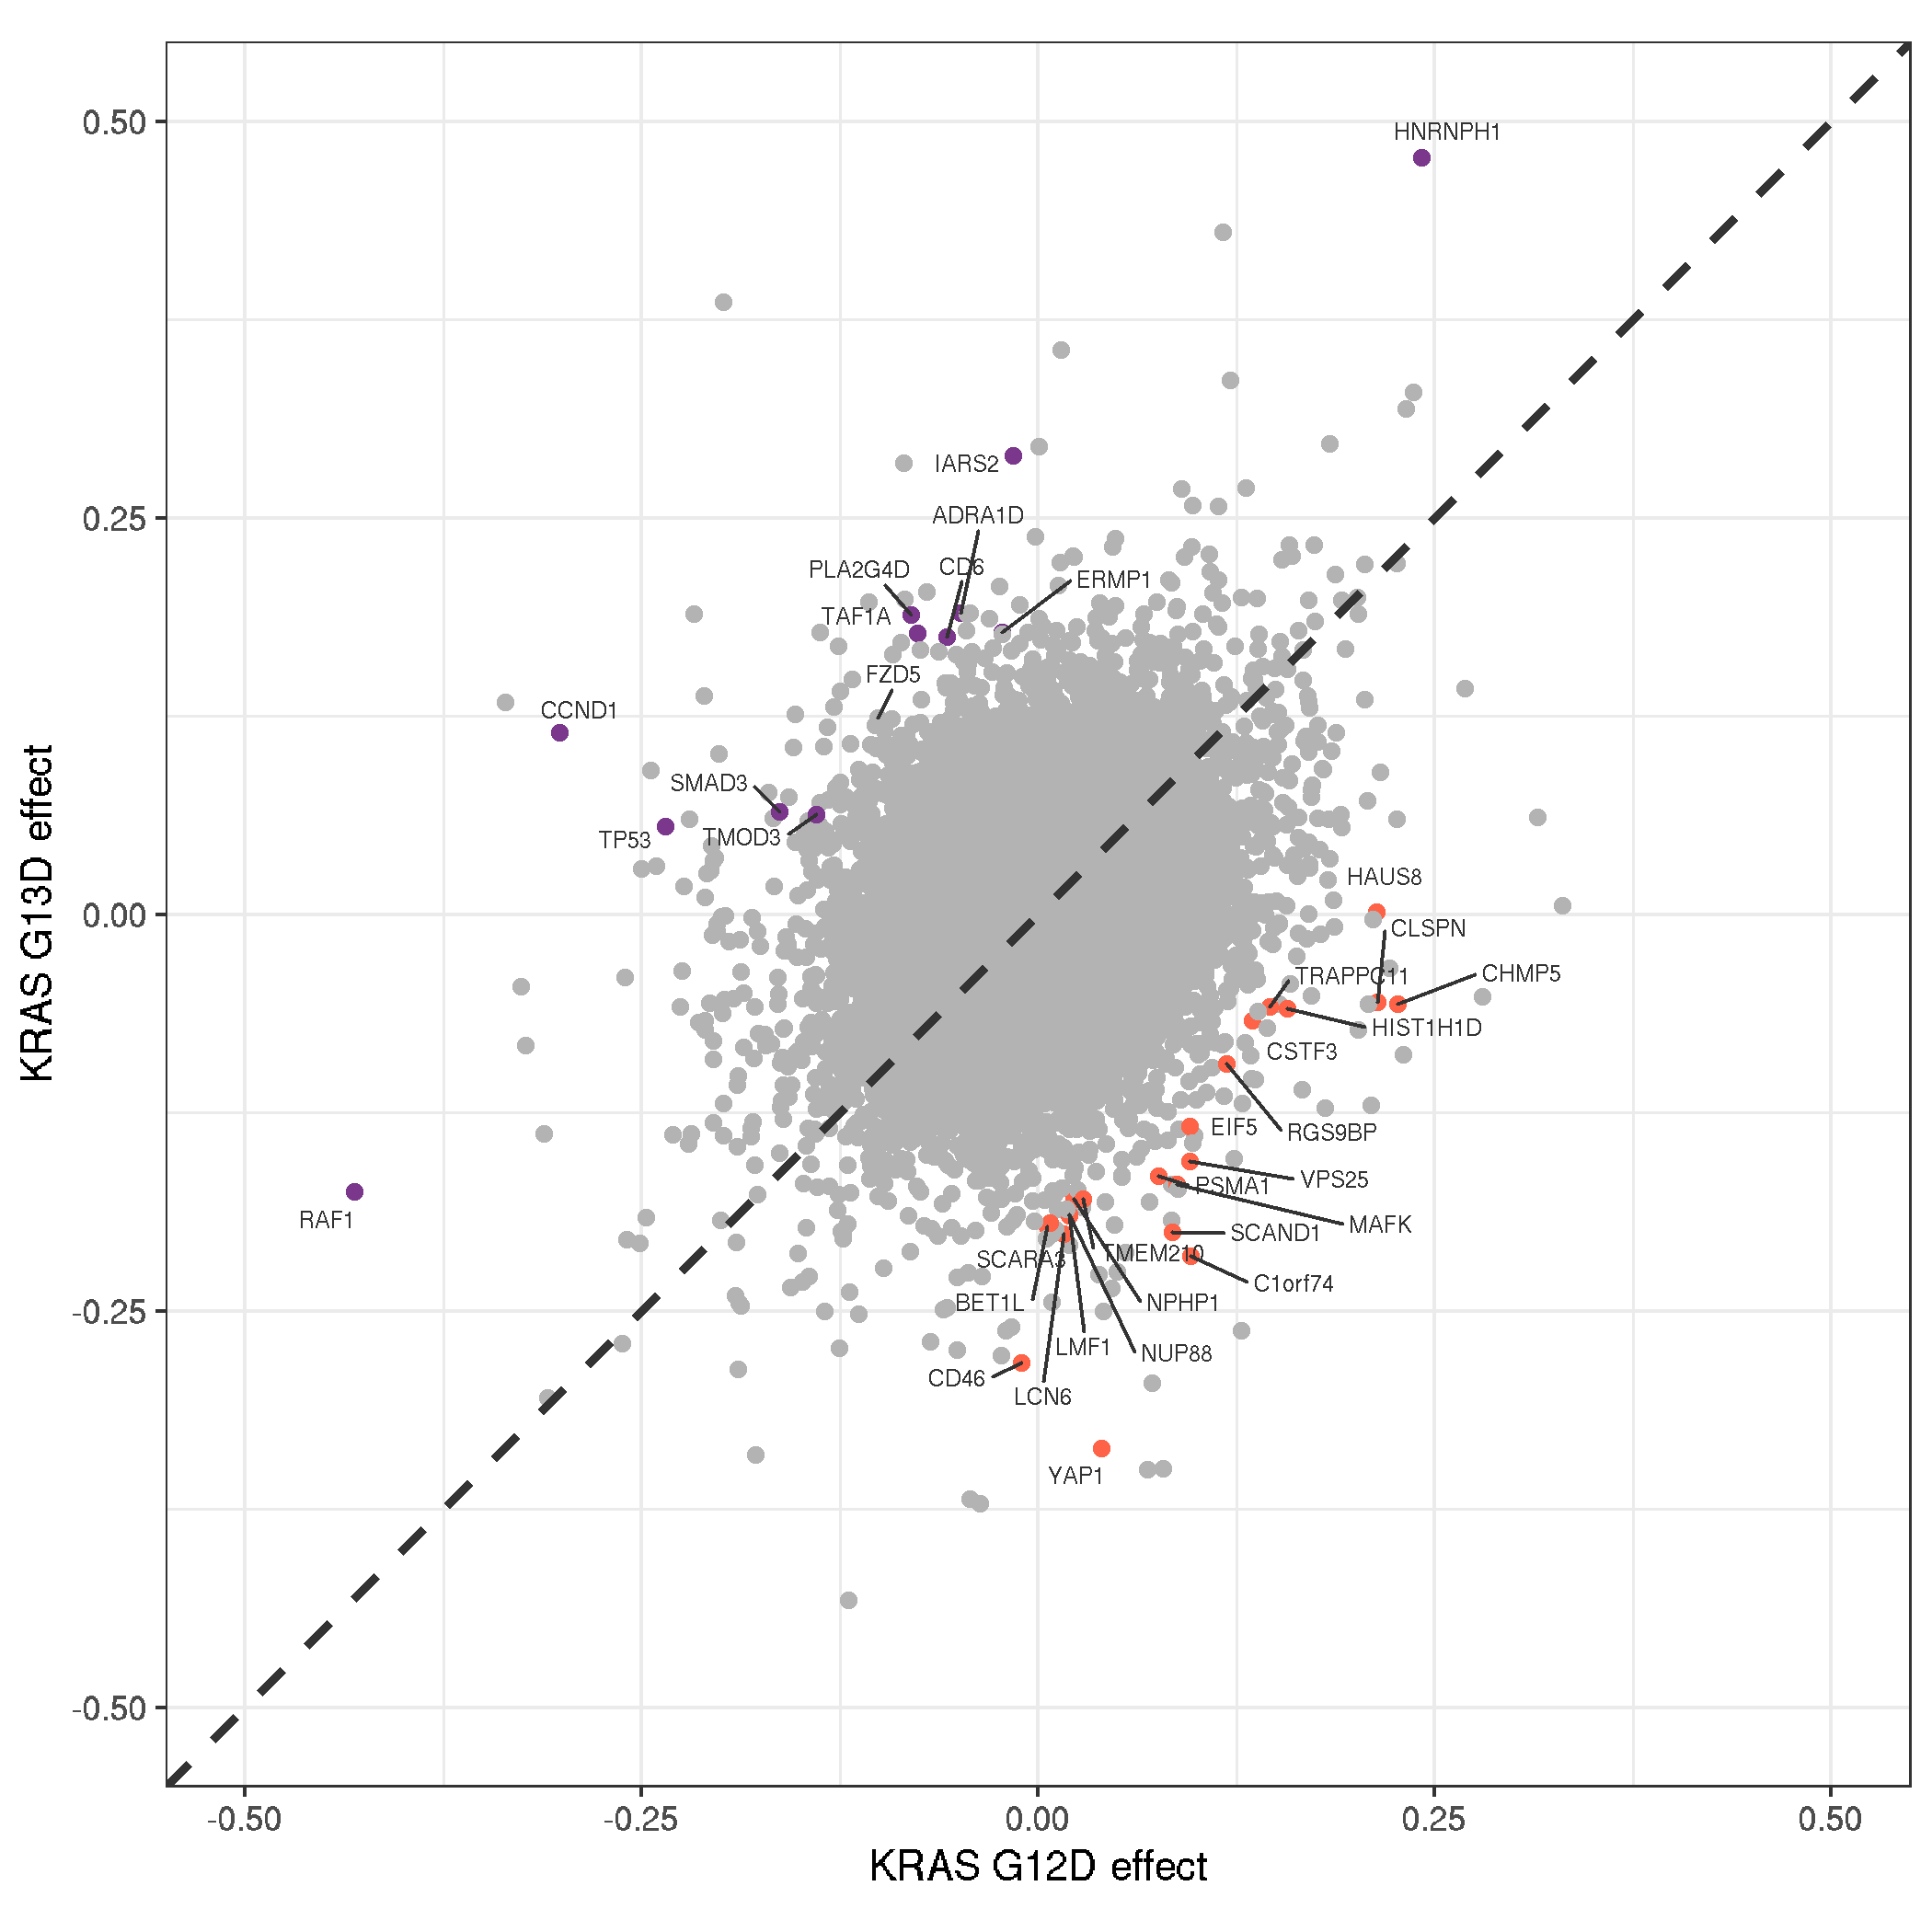 HNRNPH1
0.50
IARS2
0.25
ADRA1D
PLA2G4D
CD6
ERMP1
TAF1A
FZD5
CCND1
SMAD3
TP53
TMOD3
HAUS8
0.00
CLSPN
TRAPPC11
CHMP5
HIST1H1D
CSTF3
EIF5
RGS9BP
VPS25
PSMA1
RAF1
MAFK
SCAND1
TMEM210
SCARA3
C1orf74
BET1L
NPHP1
-0.25
LMF1
NUP88
CD46
LCN6
YAP1
-0.50
KRAS G13D effect
-0.50
-0.25
0.00
0.25
0.50
KRAS G12D effect